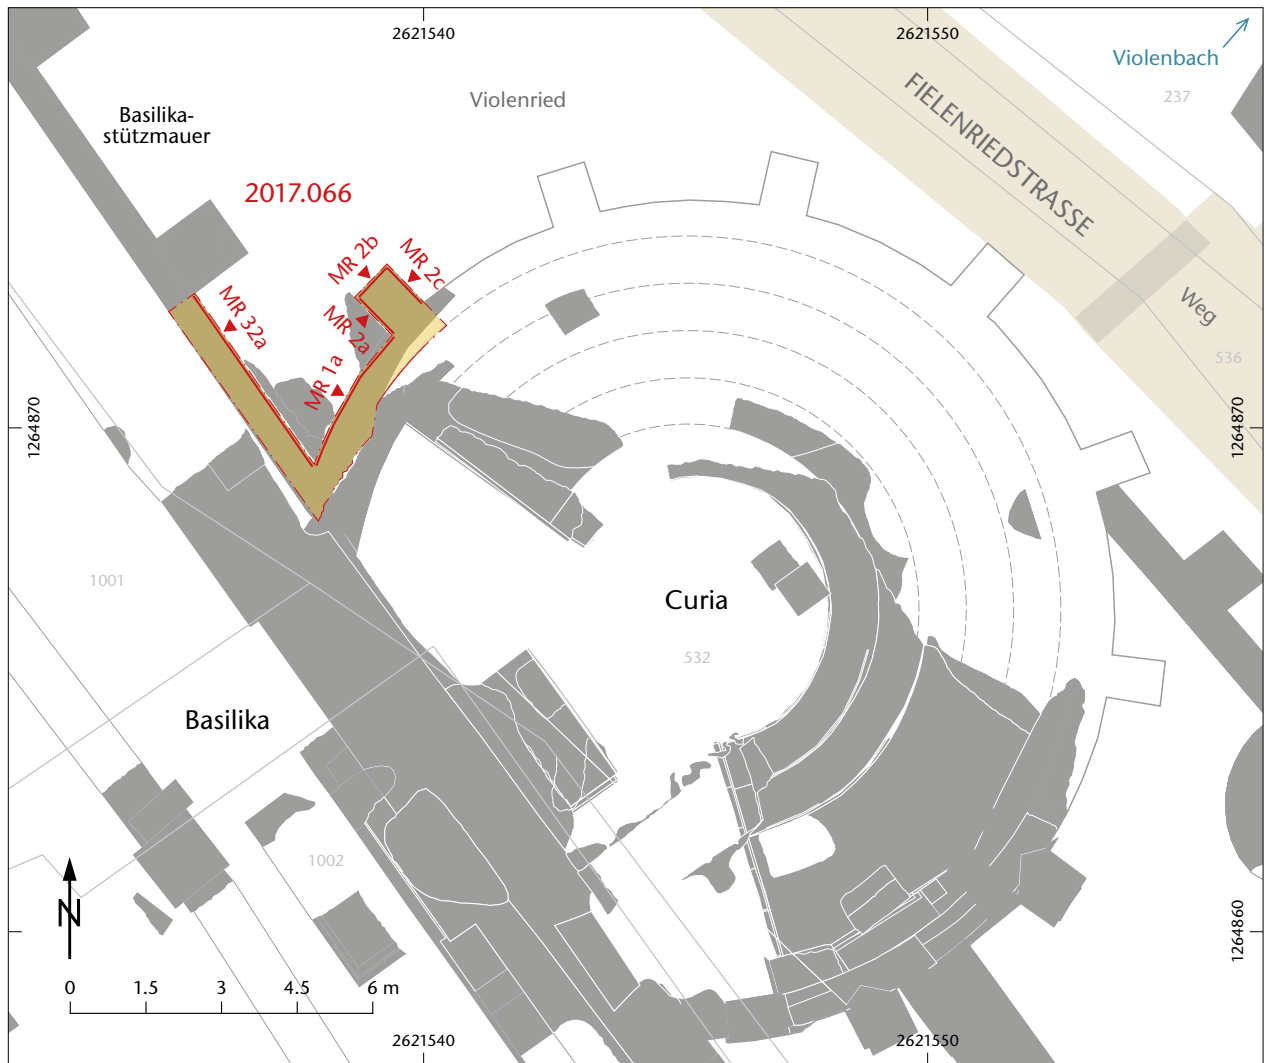 2621540
2621550
Violenbach
237
FIELENRIEDSTRASSE
Violenried
Basilika-
stützmauer
2017.066
MR 2b
MR 2c
MR 32a
MR 2a
MR 1a
Weg
536
1264870
1264870
1001
Curia
532
Basilika
1002
N
1264860
0 1.5 3 4.5 6 m
2621540
2621550